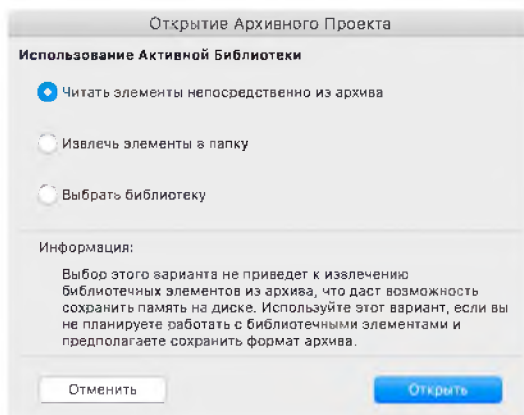 Открытие Архивного Проекта
Использование Активной Библиотеки
Читать элементы непосредственно из архива
Извлечь элементы в папку
Выбрать библиотеку
Информация:
Выбор этого варианта не приведет к извлечению
библиотечных элементов из архива, что даст возможность
сохранить память на диске. Используйте этот вариант, если вы
не планируете работать с библиотечными элементами и
предполагаете сохранить формат архива.
Отменить
Открыть